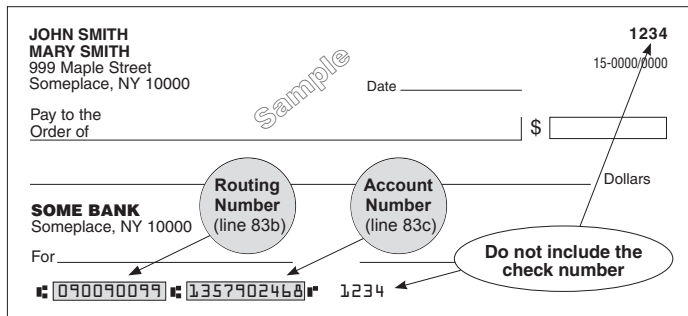 JOHN SMITH
1234
MARY SMITH
999 Maple Street
15-0000/0000
Someplace, NY 10000
Sample
Date
Pay to the
Order of
$
Dollars
Routing
Number
(line 83b)
Account
Number
(line 83c)
SOME BANK
Someplace, NY 10000
For
Do not include the
check number
⑆ 090090099 ⑆ 1357902468 ⑈ 1234